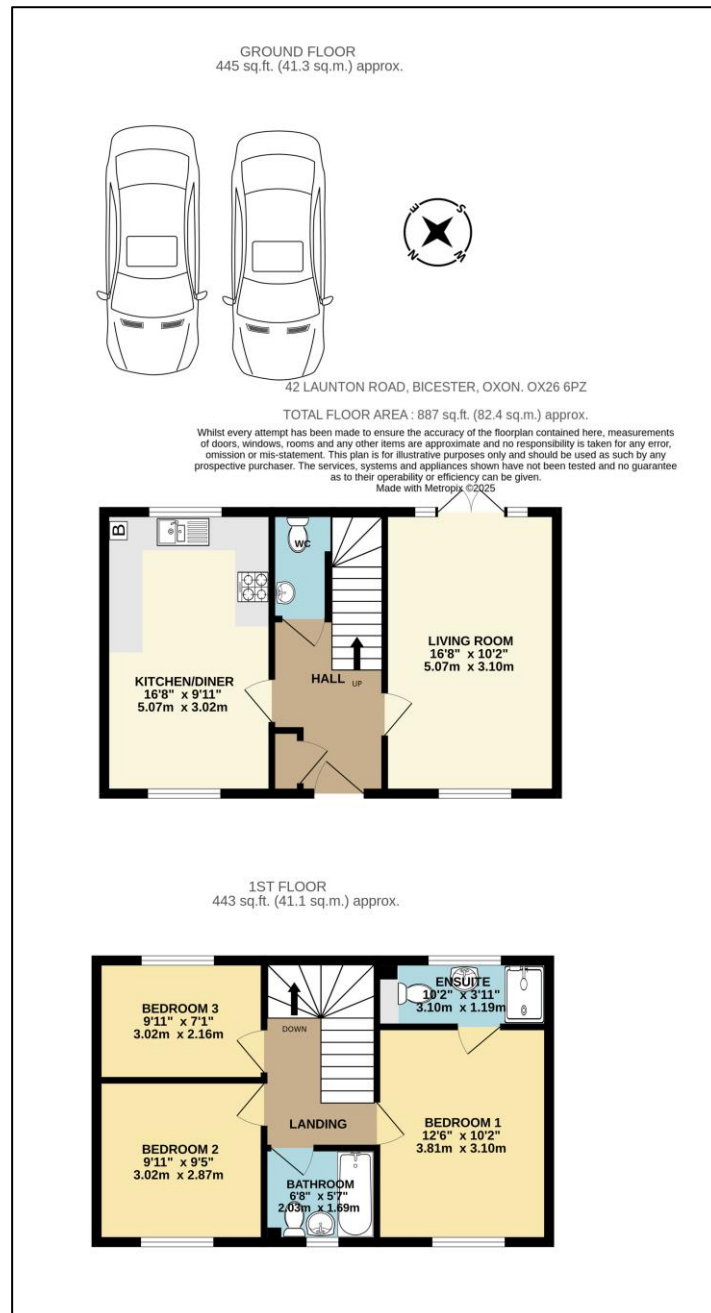 GROUND FLOOR
445 sq.ft. (41.3 sq.m.) approx.
E
S
N
W
42 LAUNTON ROAD, BICESTER, OXON. OX26 6PZ
TOTAL FLOOR AREA : 887 sq.ft. (82.4 sq.m.) approx.
Whilst every attempt has been made to ensure the accuracy of the floorplan contained here, measurements
of doors, windows, rooms and any other items are approximate and no responsibility is taken for any error,
omission or mis-statement. This plan is for illustrative purposes only and should be used as such by any
prospective purchaser. The services, systems and appliances shown have not been tested and no guarantee
as to their operability or efficiency can be given.
Made with Metropix ©2025
B
WC
KITCHEN/DINER
16'8" x 9'11"
5.07m x 3.02m
HALL
UP
LIVING ROOM
16'8" x 10'2"
5.07m x 3.10m
1ST FLOOR
443 sq.ft. (41.1 sq.m.) approx.
BEDROOM 3
9'11" x 7'1"
3.02m x 2.16m
DOWN
ENSUITE
10'2" x 3'11"
3.10m x 1.19m
BEDROOM 2
9'11" x 9'5"
3.02m x 2.87m
LANDING
BEDROOM 1
12'6" x 10'2"
3.81m x 3.10m
BATHROOM
6'8" x 5'7"
2.03m x 1.69m